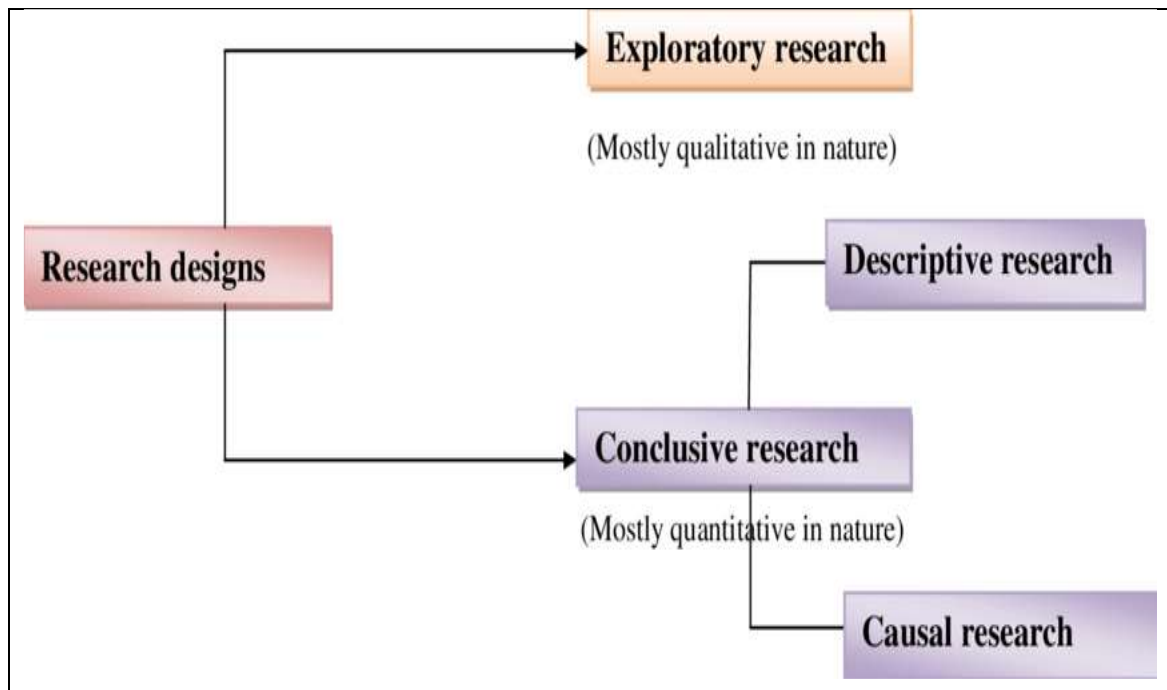 Exploratory research
(Mostly qualitative in nature)
Research designs
Descriptive research
Conclusive research
(Mostly quantitative in nature)
Causal research